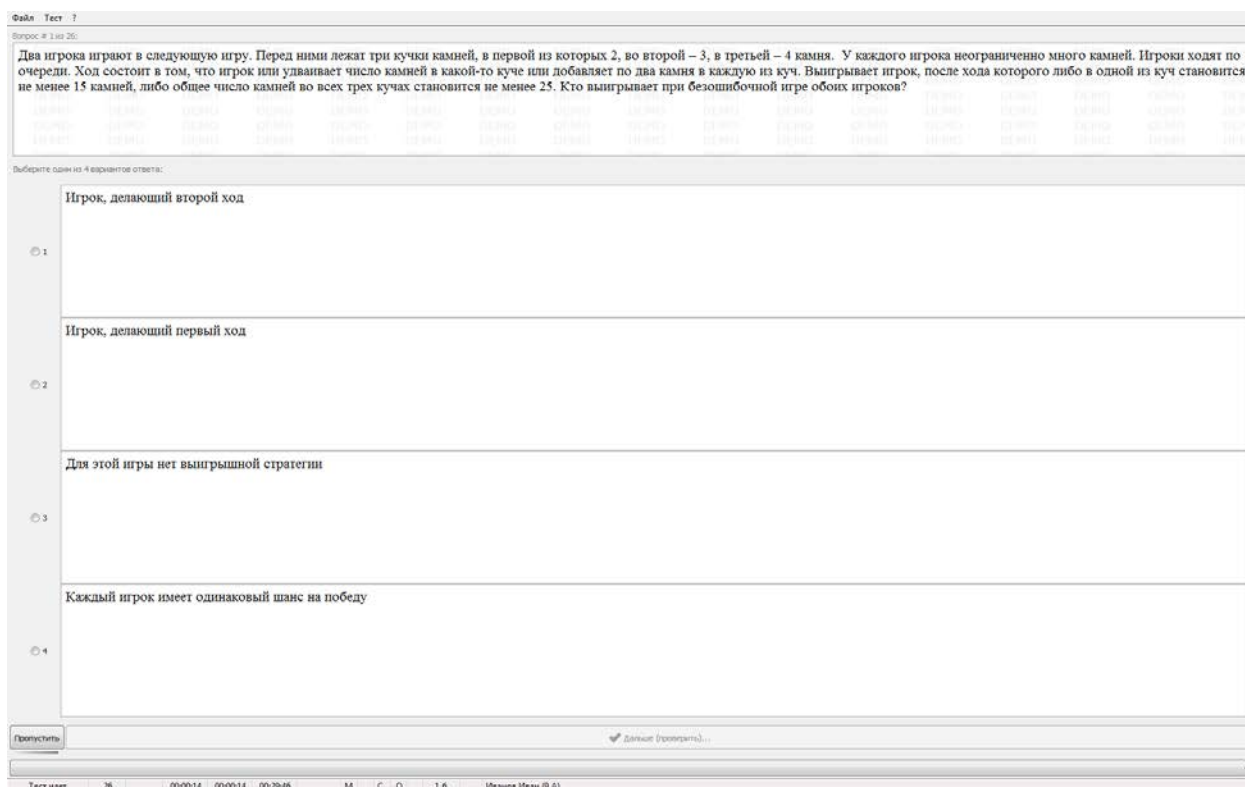 Файл Тест ?
Вопрос # 1 из 26:
Два игрока играют в следующую игру. Перед ними лежат три кучки камней, в первой из которых 2, во второй – 3, в третьей – 4 камня. У каждого игрока неограниченно много камней. Игроки ходят по
очереди. Ход состоит в том, что игрок или удваивает число камней в какой-то куче или добавляет по два камня в каждую из куч. Выигрывает игрок, после хода которого либо в одной из куч становится
не менее 15 камней, либо общее число камней во всех трех кучах становится не менее 25. Кто выигрывает при безошибочной игре обоих игроков?
Выберите один из 4 вариантов ответа:
Игрок, делающий второй ход
1
Игрок, делающий первый ход
2
Для этой игры нет выигрышной стратегии
3
Каждый игрок имеет одинаковый шанс на победу
4
Пропустить Дальше (проверить)...
Тест идет 26 00:00:14 00:00:14 00:29:46 М С О 1.6 Иванов Иван (9 А)